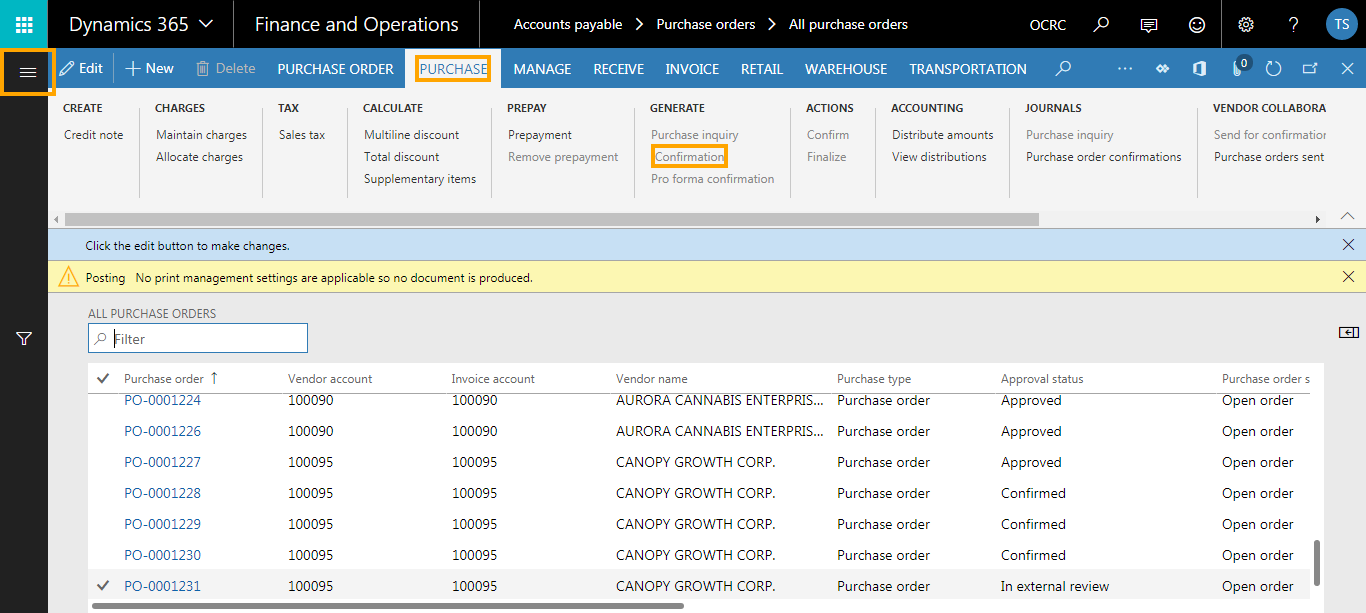 Dynamics 365 Finance and Operations Accounts payable Purchase orders All purchase orders OCRC ? TS
Edit New Delete PURCHASE ORDER PURCHASE MANAGE RECEIVE INVOICE RETAIL WAREHOUSE TRANSPORTATION ... 0
CREATE CHARGES TAX CALCULATE PREPAY GENERATE ACTIONS ACCOUNTING JOURNALS VENDOR COLLABORA
Credit note Maintain charges Sales tax Multiline discount Prepayment Purchase inquiry Confirm Distribute amounts Purchase inquiry Send for confirmation
Allocate charges Total discount Remove prepayment Confirmation Finalize View distributions Purchase order confirmations Purchase orders sent
Supplementary items Pro forma confirmation
Click the edit button to make changes.
Posting No print management settings are applicable so no document is produced.
ALL PURCHASE ORDERS
Filter
Purchase order Vendor account Invoice account Vendor name Purchase type Approval status Purchase order s
PO-0001224 100090 100090 AURORA CANNABIS ENTERPRIS... Purchase order Approved Open order
PO-0001226 100090 100090 AURORA CANNABIS ENTERPRIS... Purchase order Approved Open order
PO-0001227 100095 100095 CANOPY GROWTH CORP. Purchase order Approved Open order
PO-0001228 100095 100095 CANOPY GROWTH CORP. Purchase order Confirmed Open order
PO-0001229 100095 100095 CANOPY GROWTH CORP. Purchase order Confirmed Open order
PO-0001230 100095 100095 CANOPY GROWTH CORP. Purchase order Confirmed Open order
PO-0001231 100095 100095 CANOPY GROWTH CORP. Purchase order In external review Open order